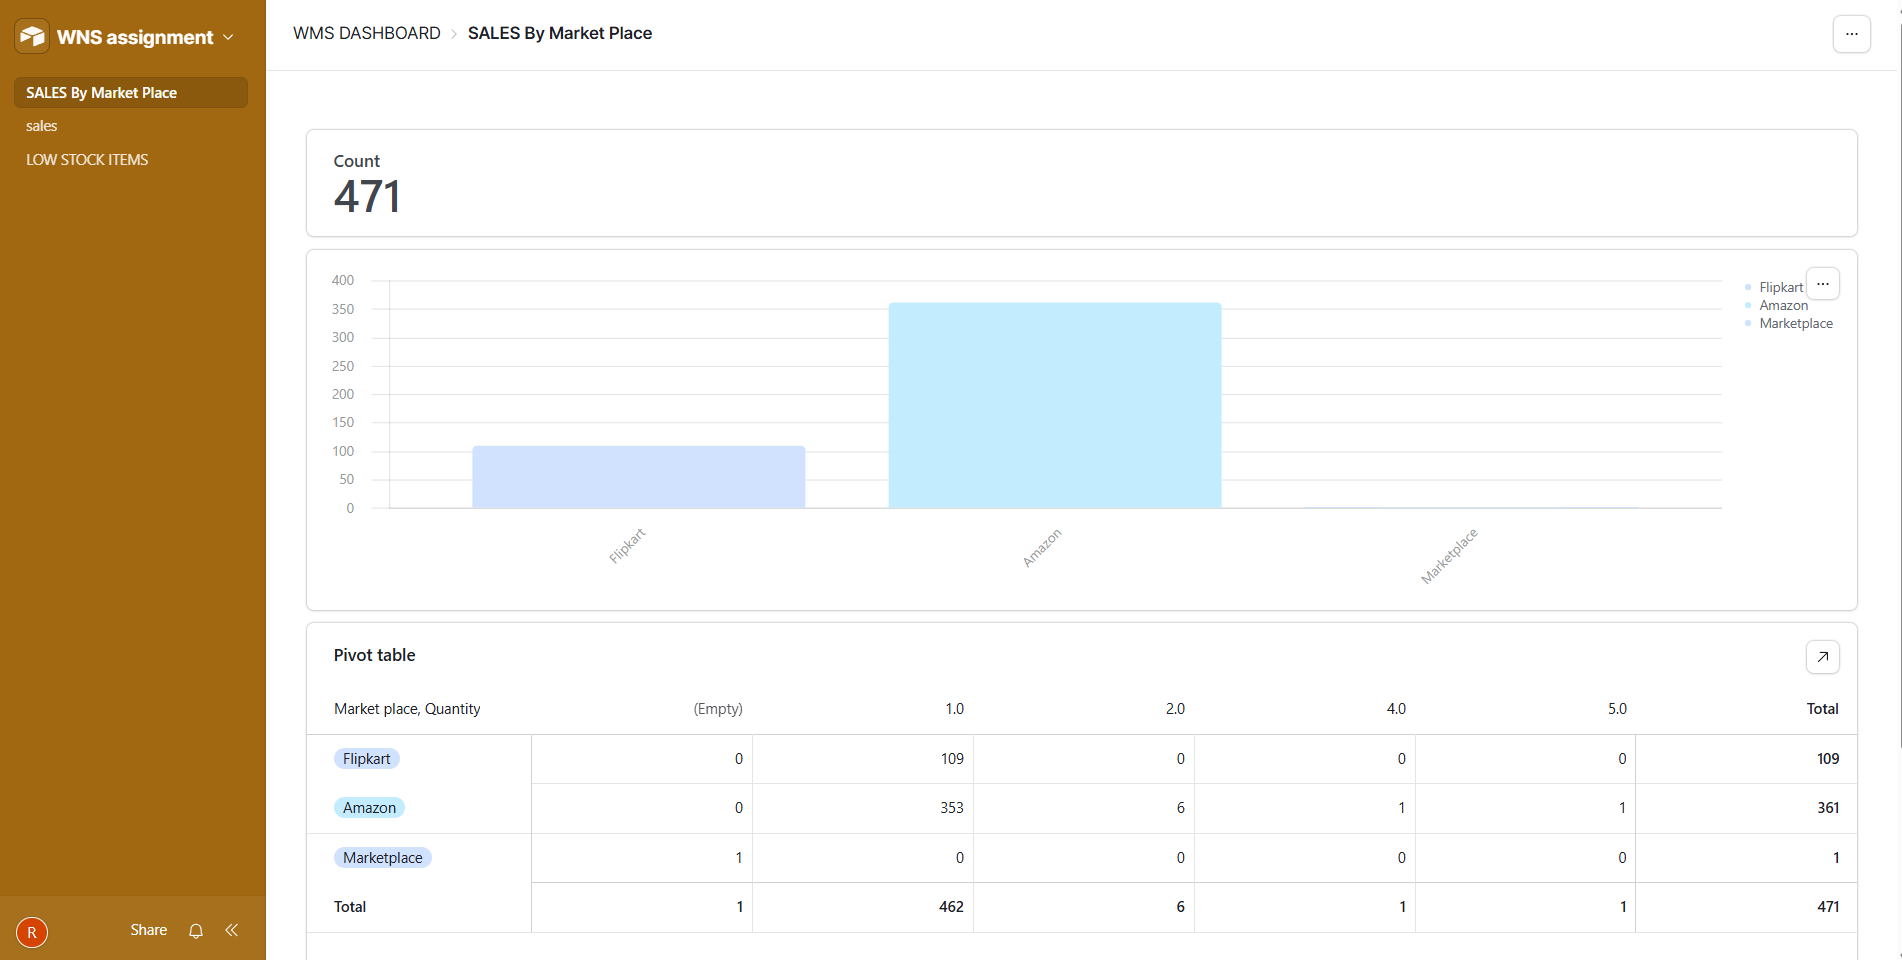 WNS assignment
SALES By Market Place
sales
LOW STOCK ITEMS
R
Share
WMS DASHBOARD > SALES By Market Place
...
Count
471
400
350
300
250
200
150
100
50
0
Flipkart
Amazon
Marketplace
Flipkart
Amazon
Marketplace
...
Pivot table
Market place, Quantity (Empty) 1.0 2.0 4.0 5.0 Total
Flipkart 0 109 0 0 0 109
Amazon 0 353 6 1 1 361
Marketplace 1 0 0 0 0 1
Total 1 462 6 1 1 471